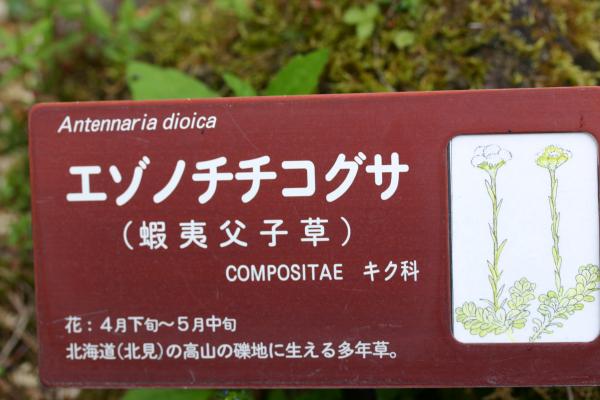 Antennaria dioica
エゾノチチコグサ
（蝦夷父子草）
COMPOSITAE キク科
花：4月下旬～5月中旬
北海道（北見）の高山の礫地に生える多年草。